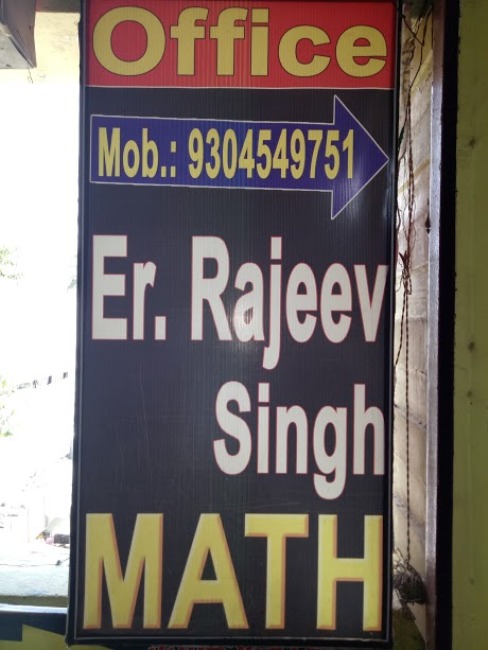 Office
Mob.: 9304549751
Er. Rajeev
Singh
MATH